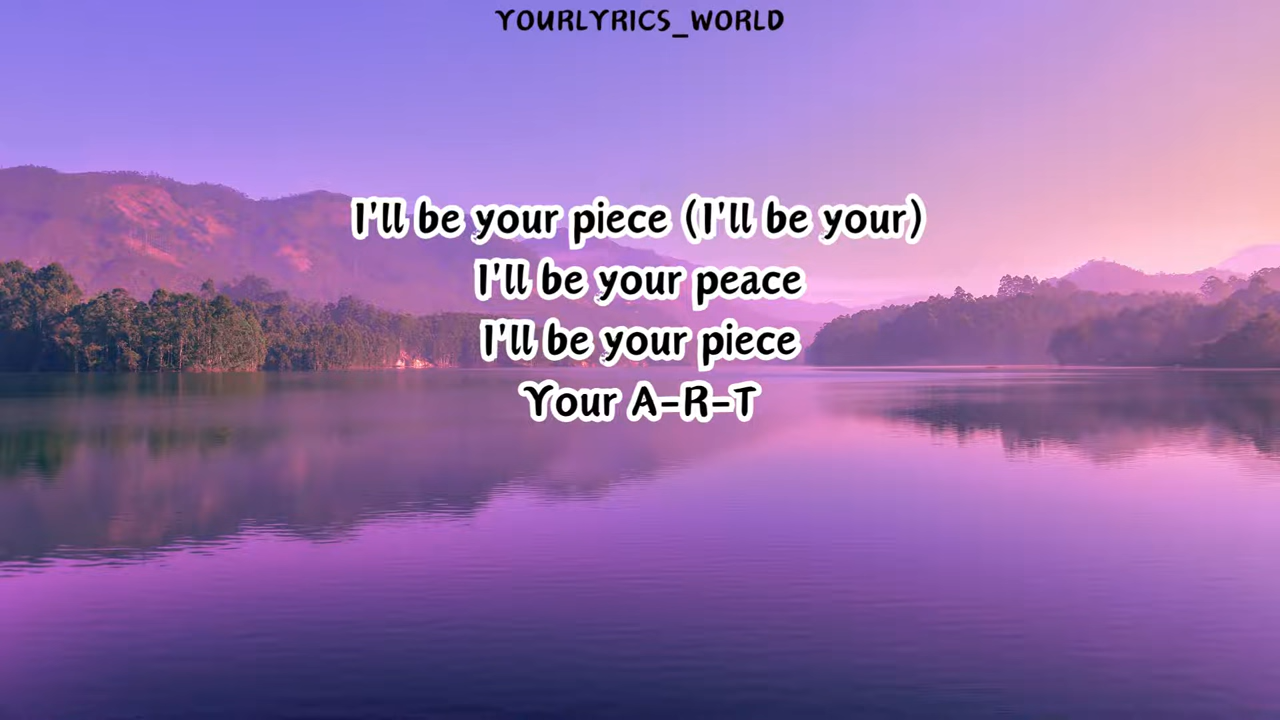 YOURLYRICS_WORLD
I'll be your piece (I'll be your)
I'll be your peace
I'll be your piece
Your A-R-T